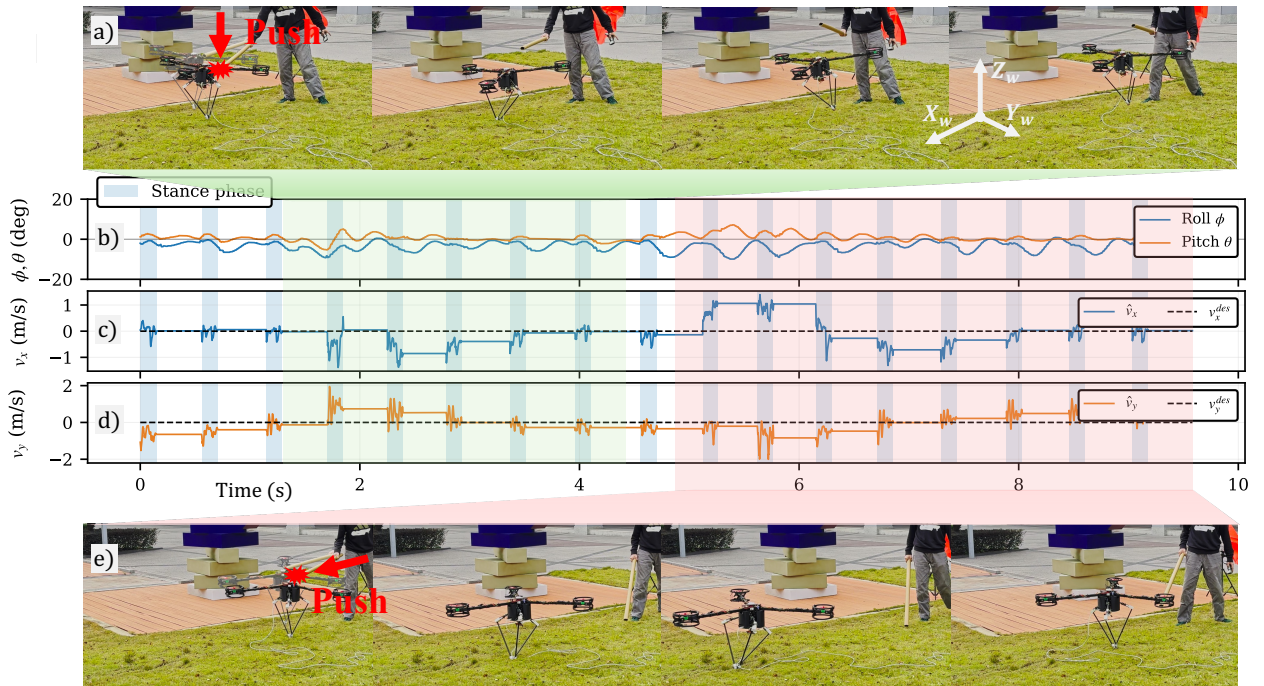 a)
Push
Z_w
X_w
Y_w
Stance phase
20
0
−20
ϕ, θ (deg)
b)
Roll ϕ
Pitch θ
1
0
−1
v_x (m/s)
c)
v̂_x
v_x^{des}
2
0
−2
v_y (m/s)
d)
v̂_y
v_y^{des}
0
2
4
6
8
10
Time (s)
e)
Push